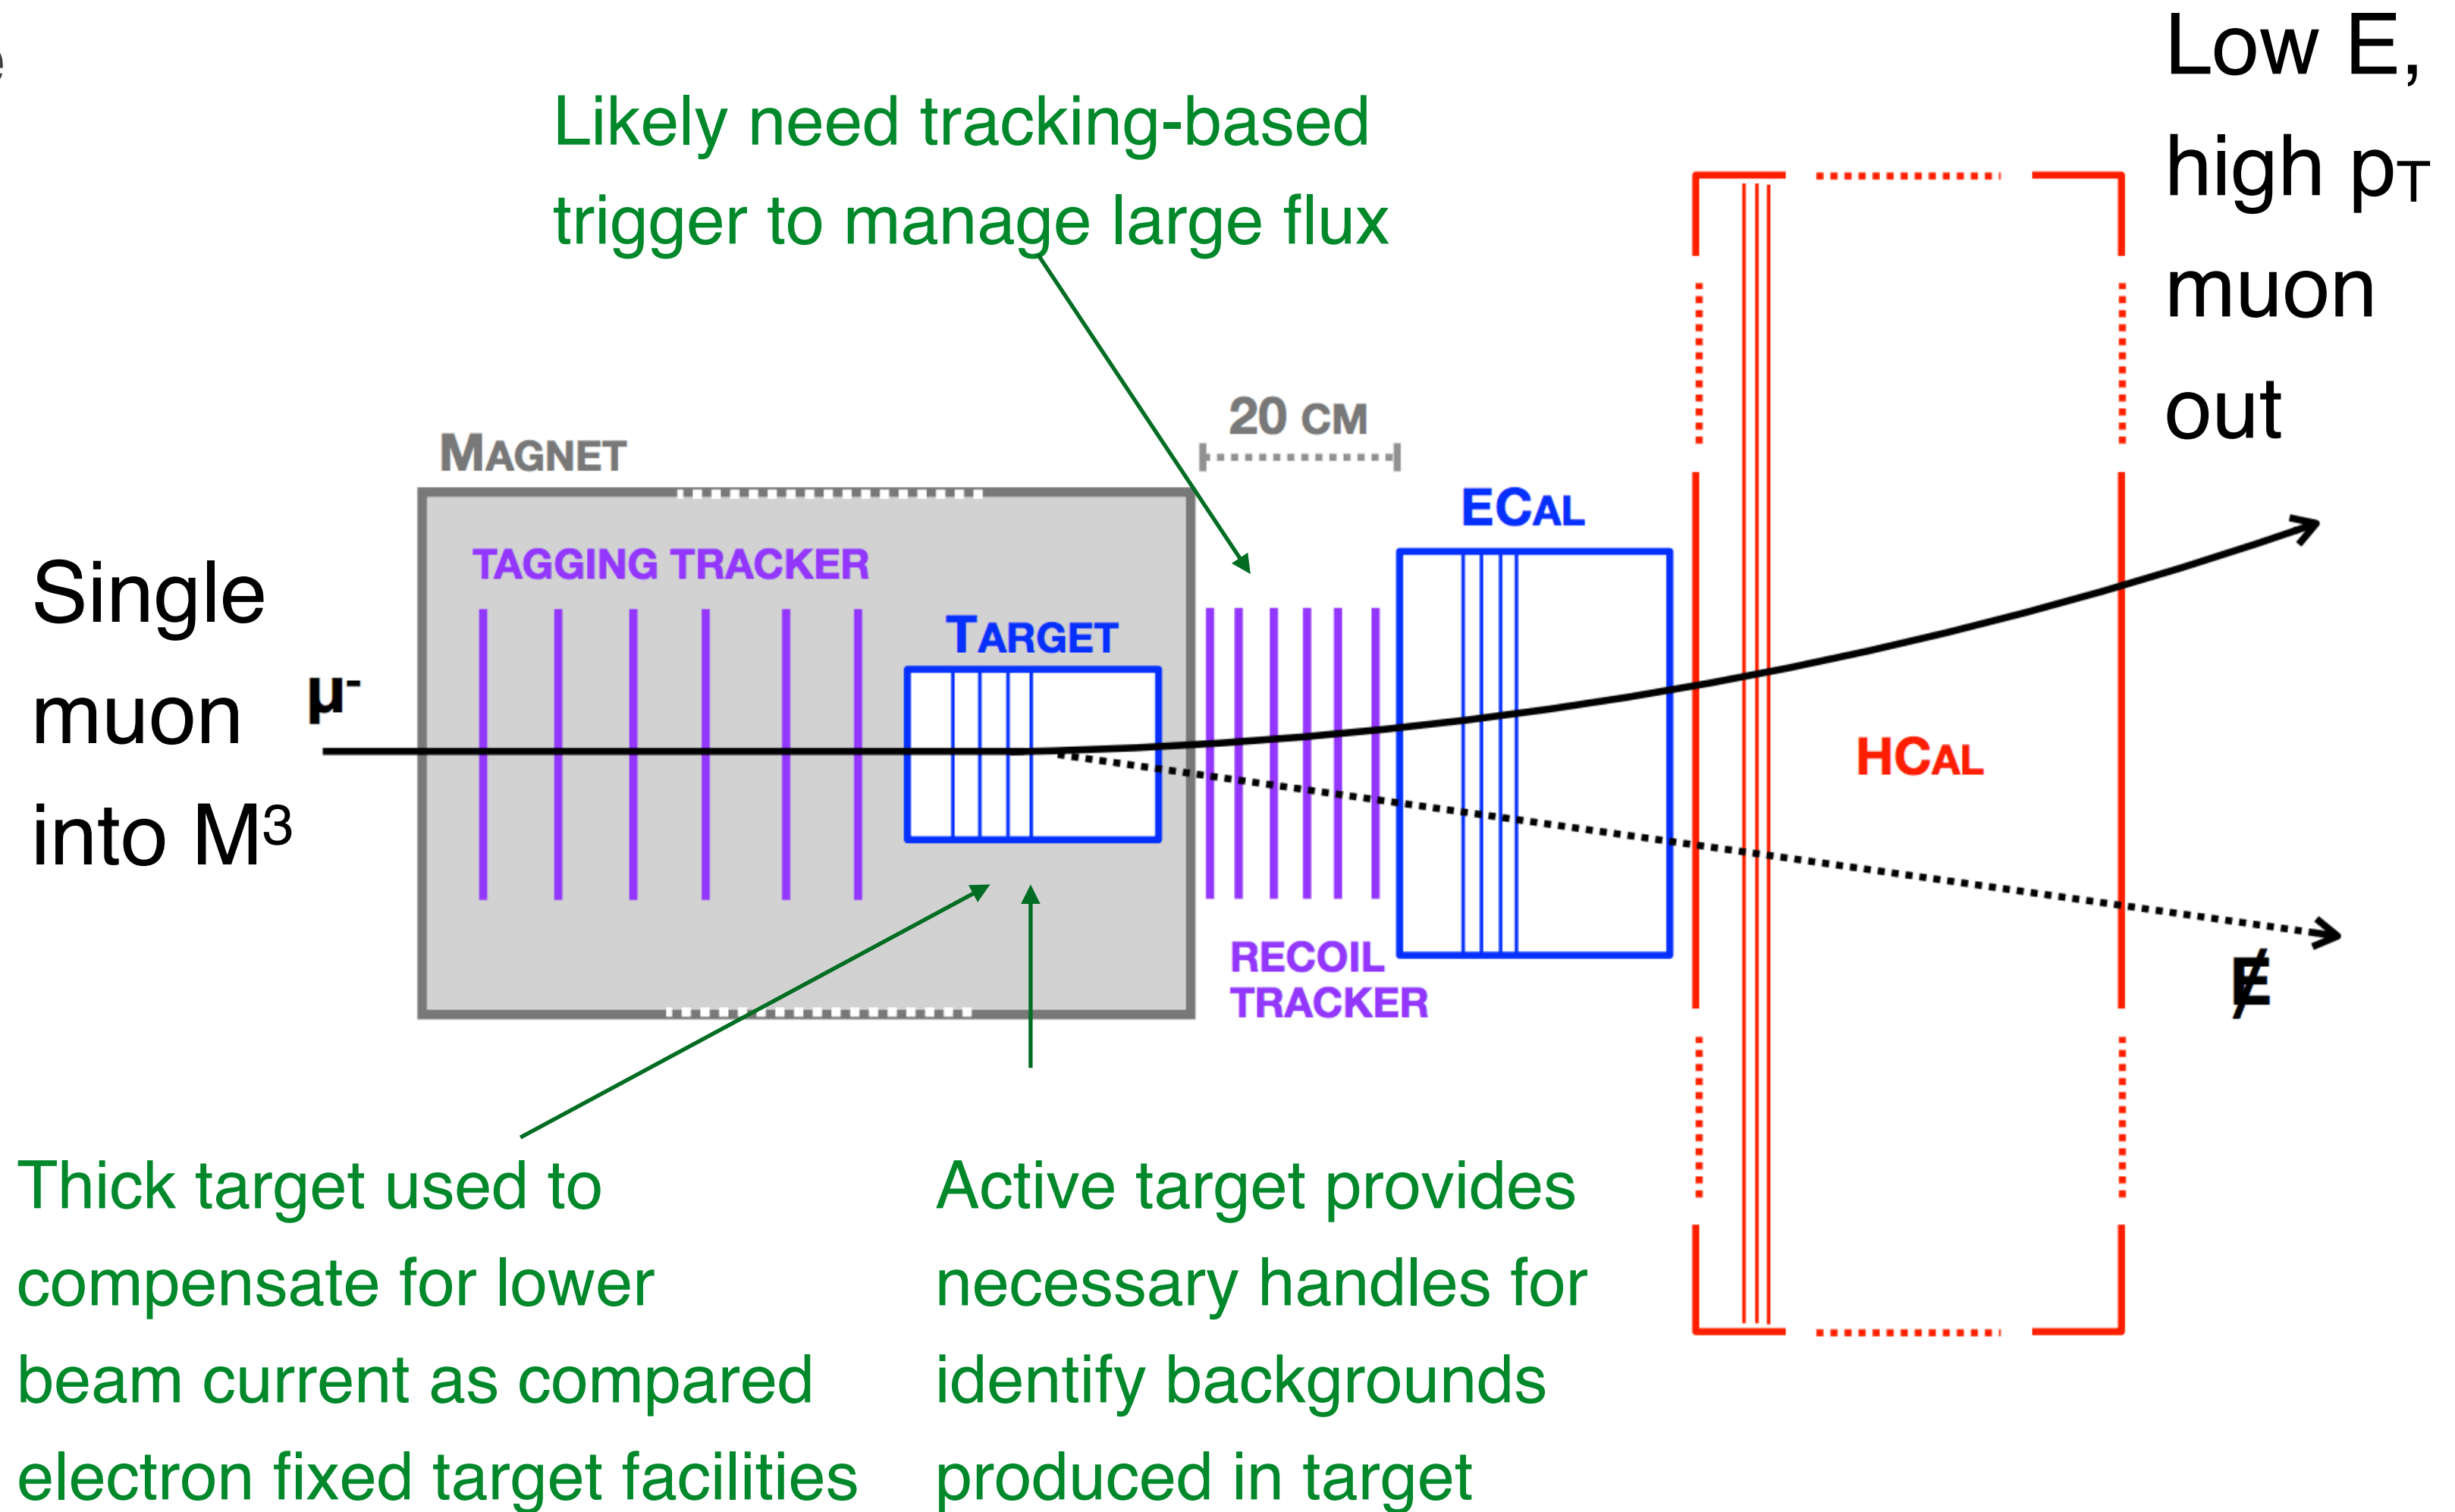 Likely need tracking-based
trigger to manage large flux
Low E,
high pT
muon
out
20 CM
MAGNET
ECAL
TAGGING TRACKER
TARGET
Single
muon
into M³
μ-
HCAL
RECOIL
TRACKER
E̸
Thick target used to
compensate for lower
beam current as compared
electron fixed target facilities
Active target provides
necessary handles for
identify backgrounds
produced in target